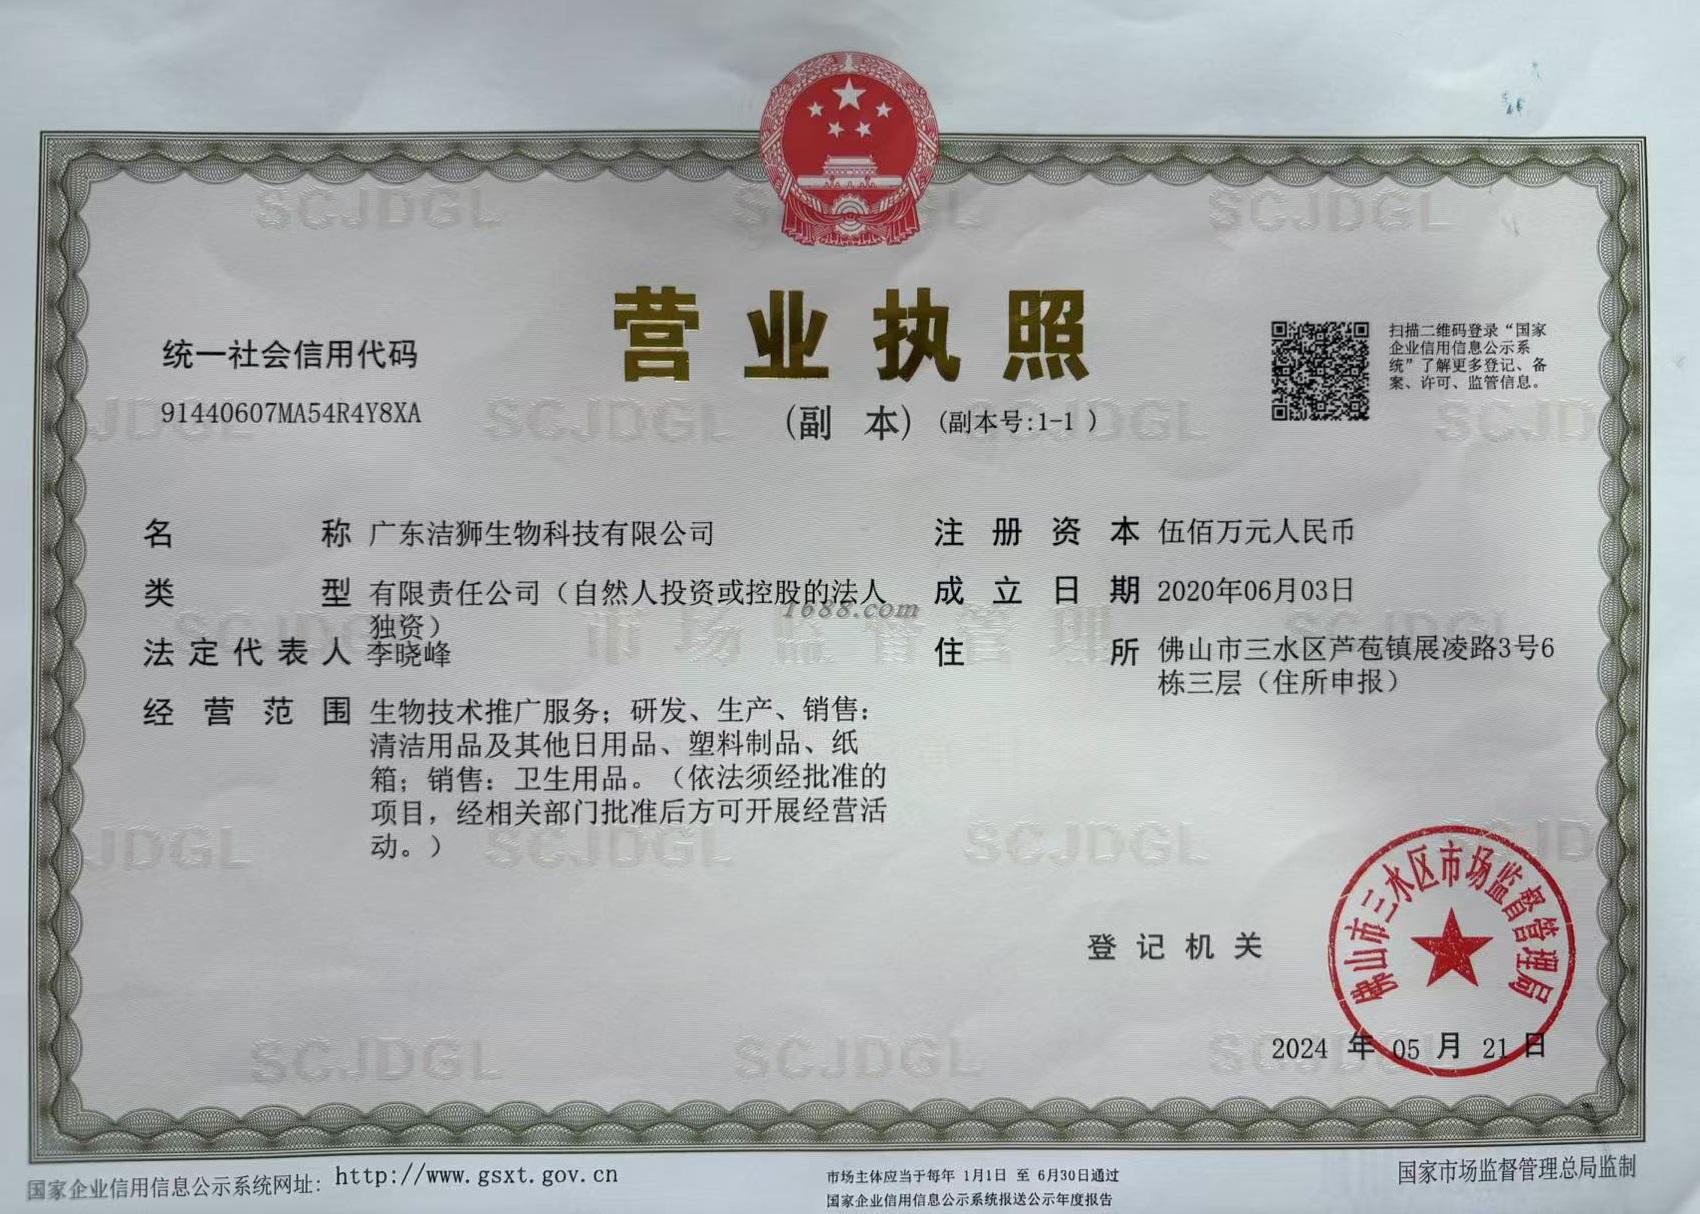 营业执照
（副　本）（副本号:1-1）
统一社会信用代码
91440607MA54R4Y8XA
扫描二维码登录“国家
企业信用信息公示系
统”了解更多登记、备
案、许可、监管信息。
名称 广东洁狮生物科技有限公司
类型 有限责任公司（自然人投资或控股的法人
独资）
法定代表人 李晓峰
经营范围 生物技术推广服务；研发、生产、销售：
清洁用品及其他日用品、塑料制品、纸
箱；销售：卫生用品。（依法须经批准的
项目，经相关部门批准后方可开展经营活
动。）
注册资本 伍佰万元人民币
成立日期 2020年06月03日
住所 佛山市三水区芦苞镇展凌路3号6
栋三层（住所申报）
1688.com
市场监督管理
SCJDGL
登记机关
佛山市三水区市场监督管理局
2024 年 05 月 21 日
国家企业信用信息公示系统网址：http://www.gsxt.gov.cn
市场主体应当于每年 1月1日 至 6月30日通过
国家企业信用信息公示系统报送公示年度报告
国家市场监督管理总局监制